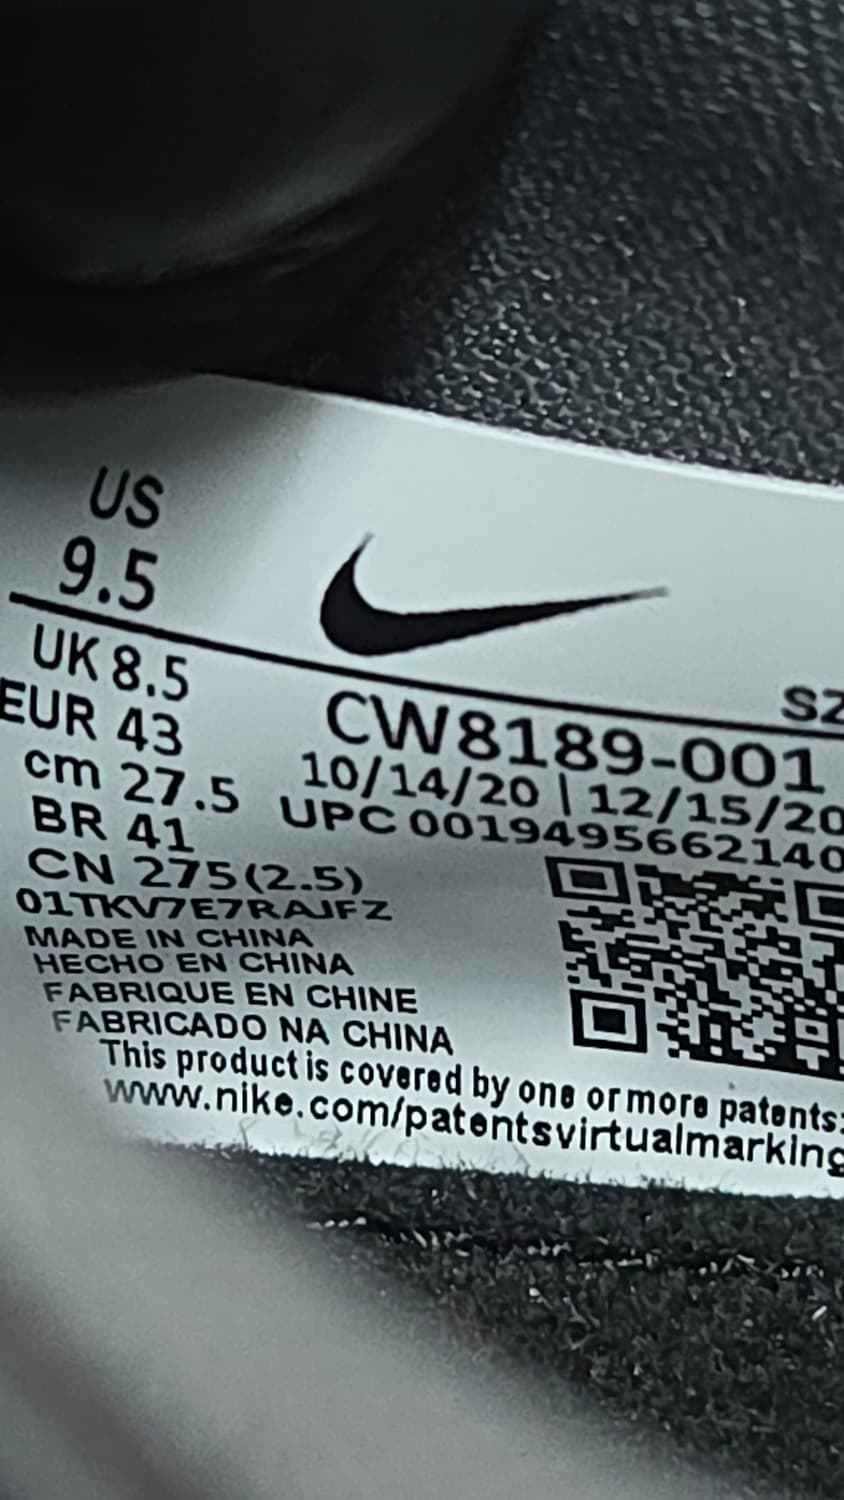 US
9.5
UK 8.5
EUR 43
cm 27.5
BR 41
CN 275(2.5)
SZ
CW8189-001
10/14/20 | 12/15/20
UPC 00194956662140
01TKV7E7RAJFZ
MADE IN CHINA
HECHO EN CHINA
FABRIQUE EN CHINE
FABRICADO NA CHINA
This product is covered by one or more patents:
www.nike.com/patentsvirtualmarking